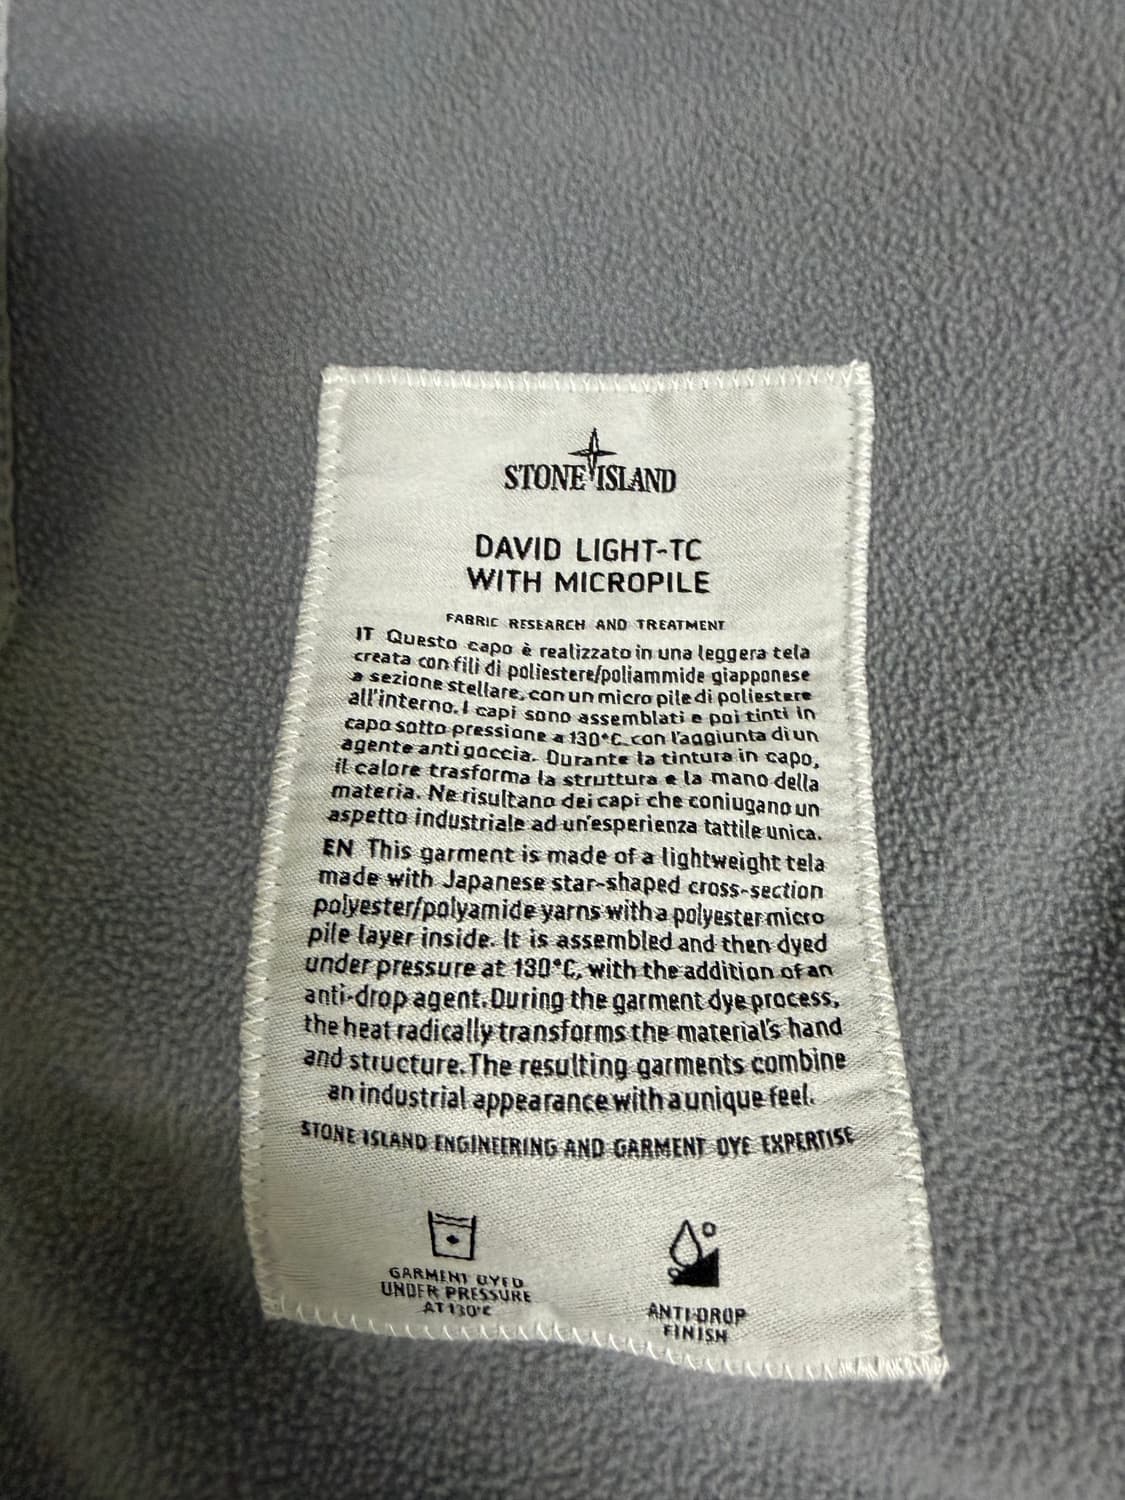 STONE ISLAND
DAVID LIGHT-TC
WITH MICROPILE
FABRIC RESEARCH AND TREATMENT
IT Questo capo è realizzato in una leggera tela
creata con fili di poliestere/poliammide giapponese
a sezione stellare, con un micro pile di poliestere
all'interno. I capi sono assemblati e poi tinti in
capo sotto pressione a 130°C, con l'aggiunta di un
agente anti goccia. Durante la tintura in capo,
il calore trasforma la struttura e la mano della
materia. Ne risultano dei capi che coniugano un
aspetto industriale ad un'esperienza tattile unica.
EN This garment is made of a lightweight tela
made with Japanese star-shaped cross-section
polyester/polyamide yarns with a polyester micro
pile layer inside. It is assembled and then dyed
under pressure at 130°C, with the addition of an
anti-drop agent. During the garment dye process,
the heat radically transforms the material's hand
and structure. The resulting garments combine
an industrial appearance with a unique feel.
STONE ISLAND ENGINEERING AND GARMENT DYE EXPERTISE
GARMENT DYED
UNDER PRESSURE
AT 130°C
ANTI-DROP
FINISH